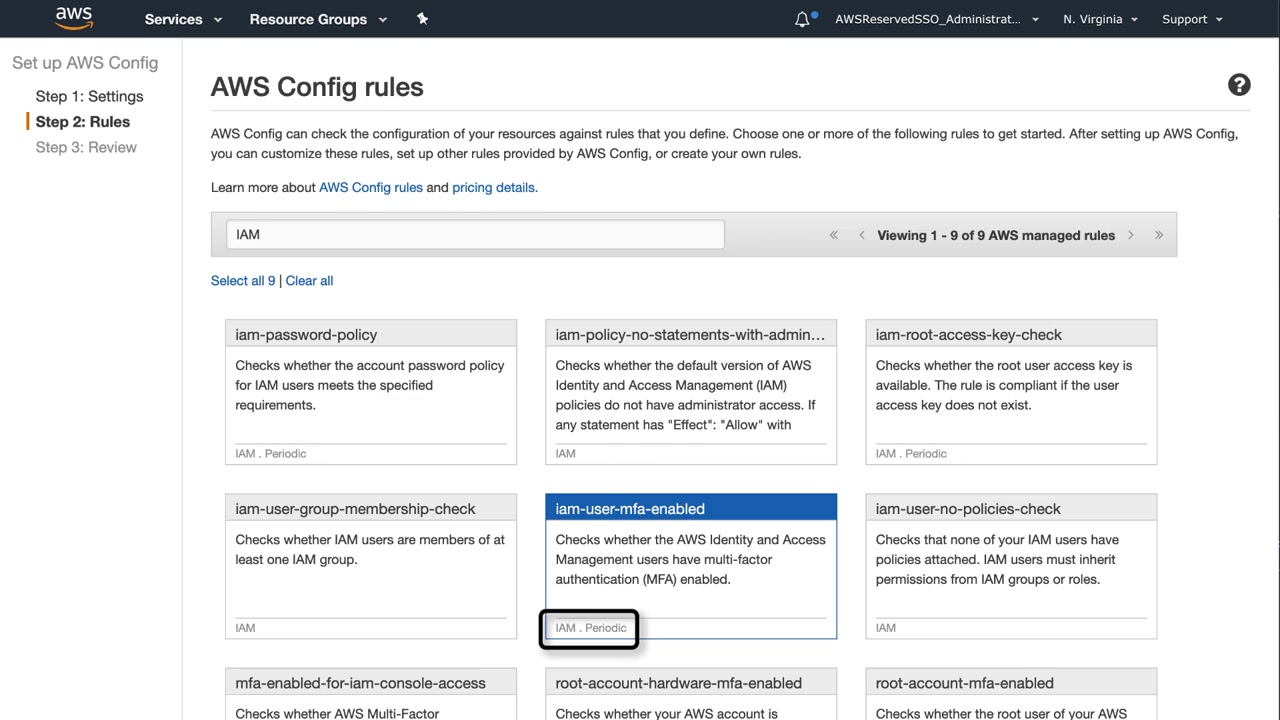 aws
Services
Resource Groups
AWSReservedSSO_Administrat...
N. Virginia
Support
Set up AWS Config
Step 1: Settings
Step 2: Rules
Step 3: Review
AWS Config rules
?
AWS Config can check the configuration of your resources against rules that you define. Choose one or more of the following rules to get started. After setting up AWS Config,
you can customize these rules, set up other rules provided by AWS Config, or create your own rules.
Learn more about AWS Config rules and pricing details.
IAM
« ‹ Viewing 1 - 9 of 9 AWS managed rules › »
Select all 9 | Clear all
iam-password-policy
Checks whether the account password policy
for IAM users meets the specified
requirements.
IAM . Periodic
iam-policy-no-statements-with-admin…
Checks whether the default version of AWS
Identity and Access Management (IAM)
policies do not have administrator access. If
any statement has "Effect": "Allow" with
IAM
iam-root-access-key-check
Checks whether the root user access key is
available. The rule is compliant if the user
access key does not exist.
IAM . Periodic
iam-user-group-membership-check
Checks whether IAM users are members of at
least one IAM group.
IAM
iam-user-mfa-enabled
Checks whether the AWS Identity and Access
Management users have multi-factor
authentication (MFA) enabled.
IAM . Periodic
iam-user-no-policies-check
Checks that none of your IAM users have
policies attached. IAM users must inherit
permissions from IAM groups or roles.
IAM
mfa-enabled-for-iam-console-access
Checks whether AWS Multi-Factor
root-account-hardware-mfa-enabled
Checks whether your AWS account is
root-account-mfa-enabled
Checks whether the root user of your AWS